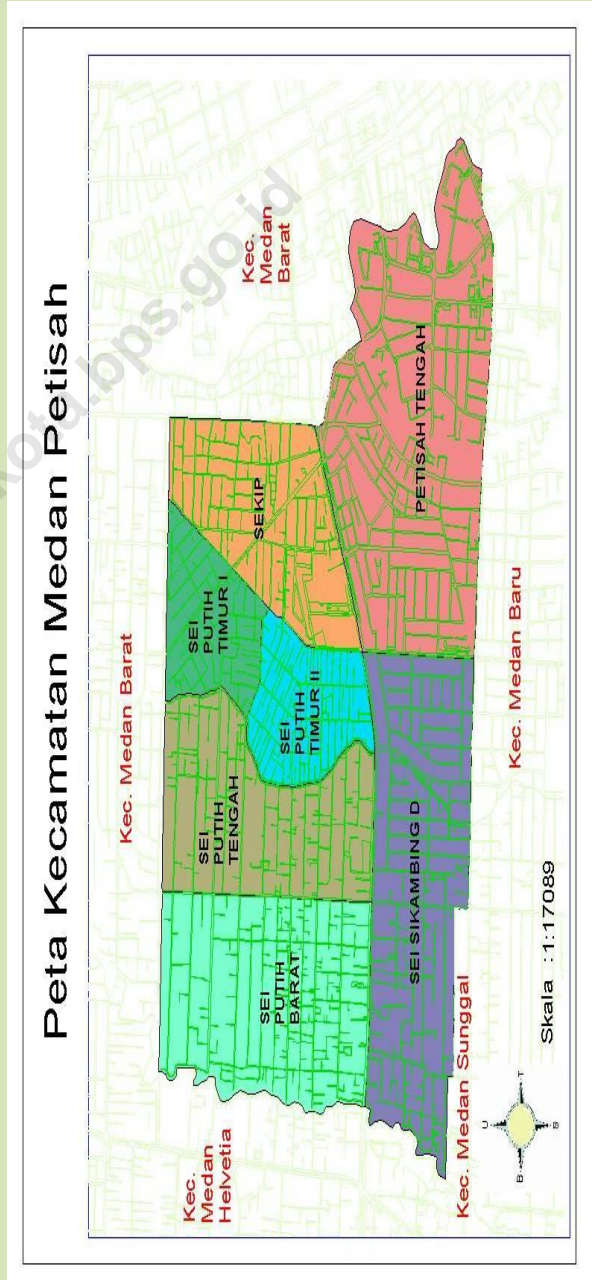 Peta Kecamatan Medan Petisah
Kec. Medan Barat
Kec.
Medan
Barat
Kec.
Medan
Helvetia
SEI
PUTIH
BARAT
SEI
PUTIH
TENGAH
SEI
PUTIH
TIMUR I
SEI
PUTIH
TIMUR II
SEKIP
SEI SIKAMBING D
PETISAH TENGAH
Kec. Medan Sunggal
Kec. Medan Baru
U
B
T
S
Skala : 1:17089
kota.bps.go.id